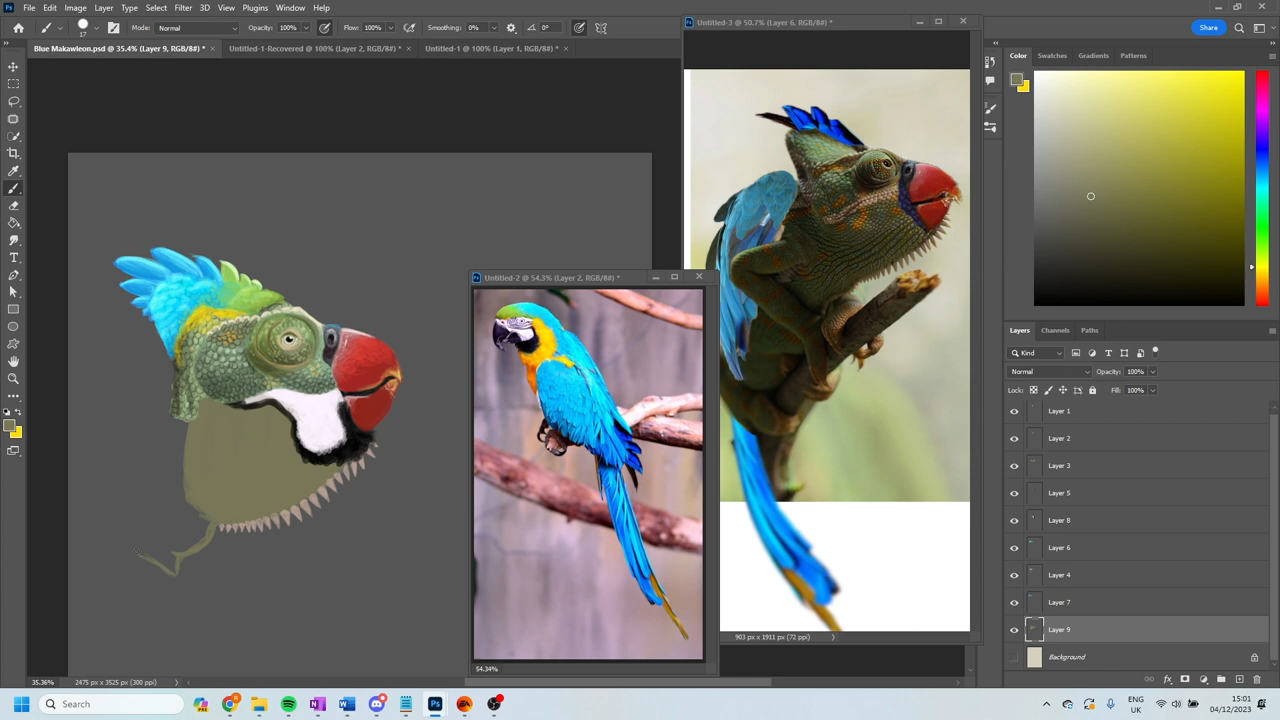 Ps File Edit Image Layer Type Select Filter 3D View Plugins Window Help
17 Mode: Normal Opacity: 100% Flow: 100% Smoothing: 0% 0° Share
Blue Makawleon.psd @ 35.4% (Layer 9, RGB/8#) * × Untitled-1-Recovered @ 100% (Layer 2, RGB/8#) * × Untitled-1 @ 100% (Layer 1, RGB/8#) * ×
Ps Untitled-3 @ 50.7% (Layer 6, RGB/8#) *
Color Swatches Gradients Patterns
Ps Untitled-2 @ 54.3% (Layer 2, RGB/8#) *
Layers Channels Paths
Kind
Normal Opacity: 100%
Lock: Fill: 100%
Layer 1
Layer 2
Layer 3
Layer 5
Layer 8
Layer 6
Layer 4
Layer 7
Layer 9
Background
903 px x 1911 px (72 ppi)
54.34%
35.36% 2475 px x 3525 px (300 ppi)
Search
ENG
UK
15:01
04/12/2023